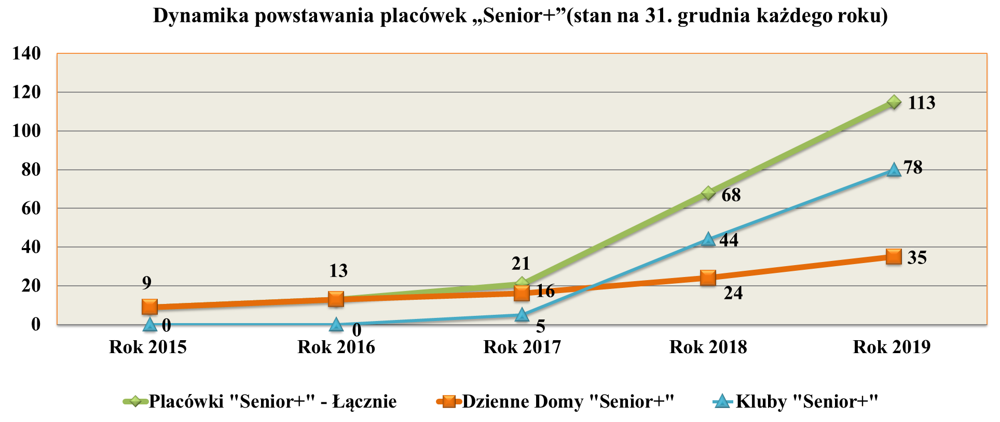 Dynamika powstawania placówek „Senior+”(stan na 31. grudnia każdego roku)
140
120
100
80
60
40
20
0
9
13
21
68
113
16
24
35
0
0
5
44
78
Rok 2015
Rok 2016
Rok 2017
Rok 2018
Rok 2019
Placówki "Senior+" - Łącznie
Dzienne Domy "Senior+"
Kluby "Senior+"